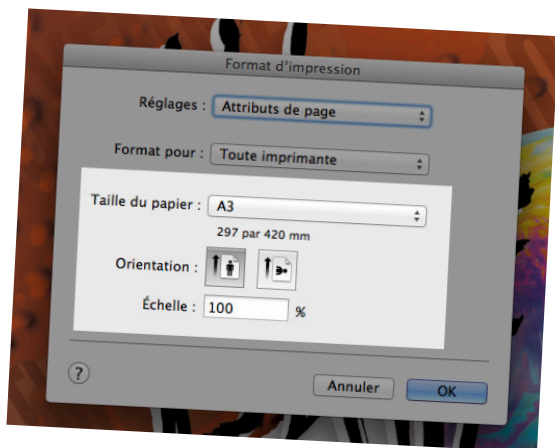 Format d'impression
Réglages : Attributs de page
Format pour : Toute imprimante
Taille du papier : A3
297 par 420 mm
Orientation :
Échelle : 100 %
?
Annuler OK